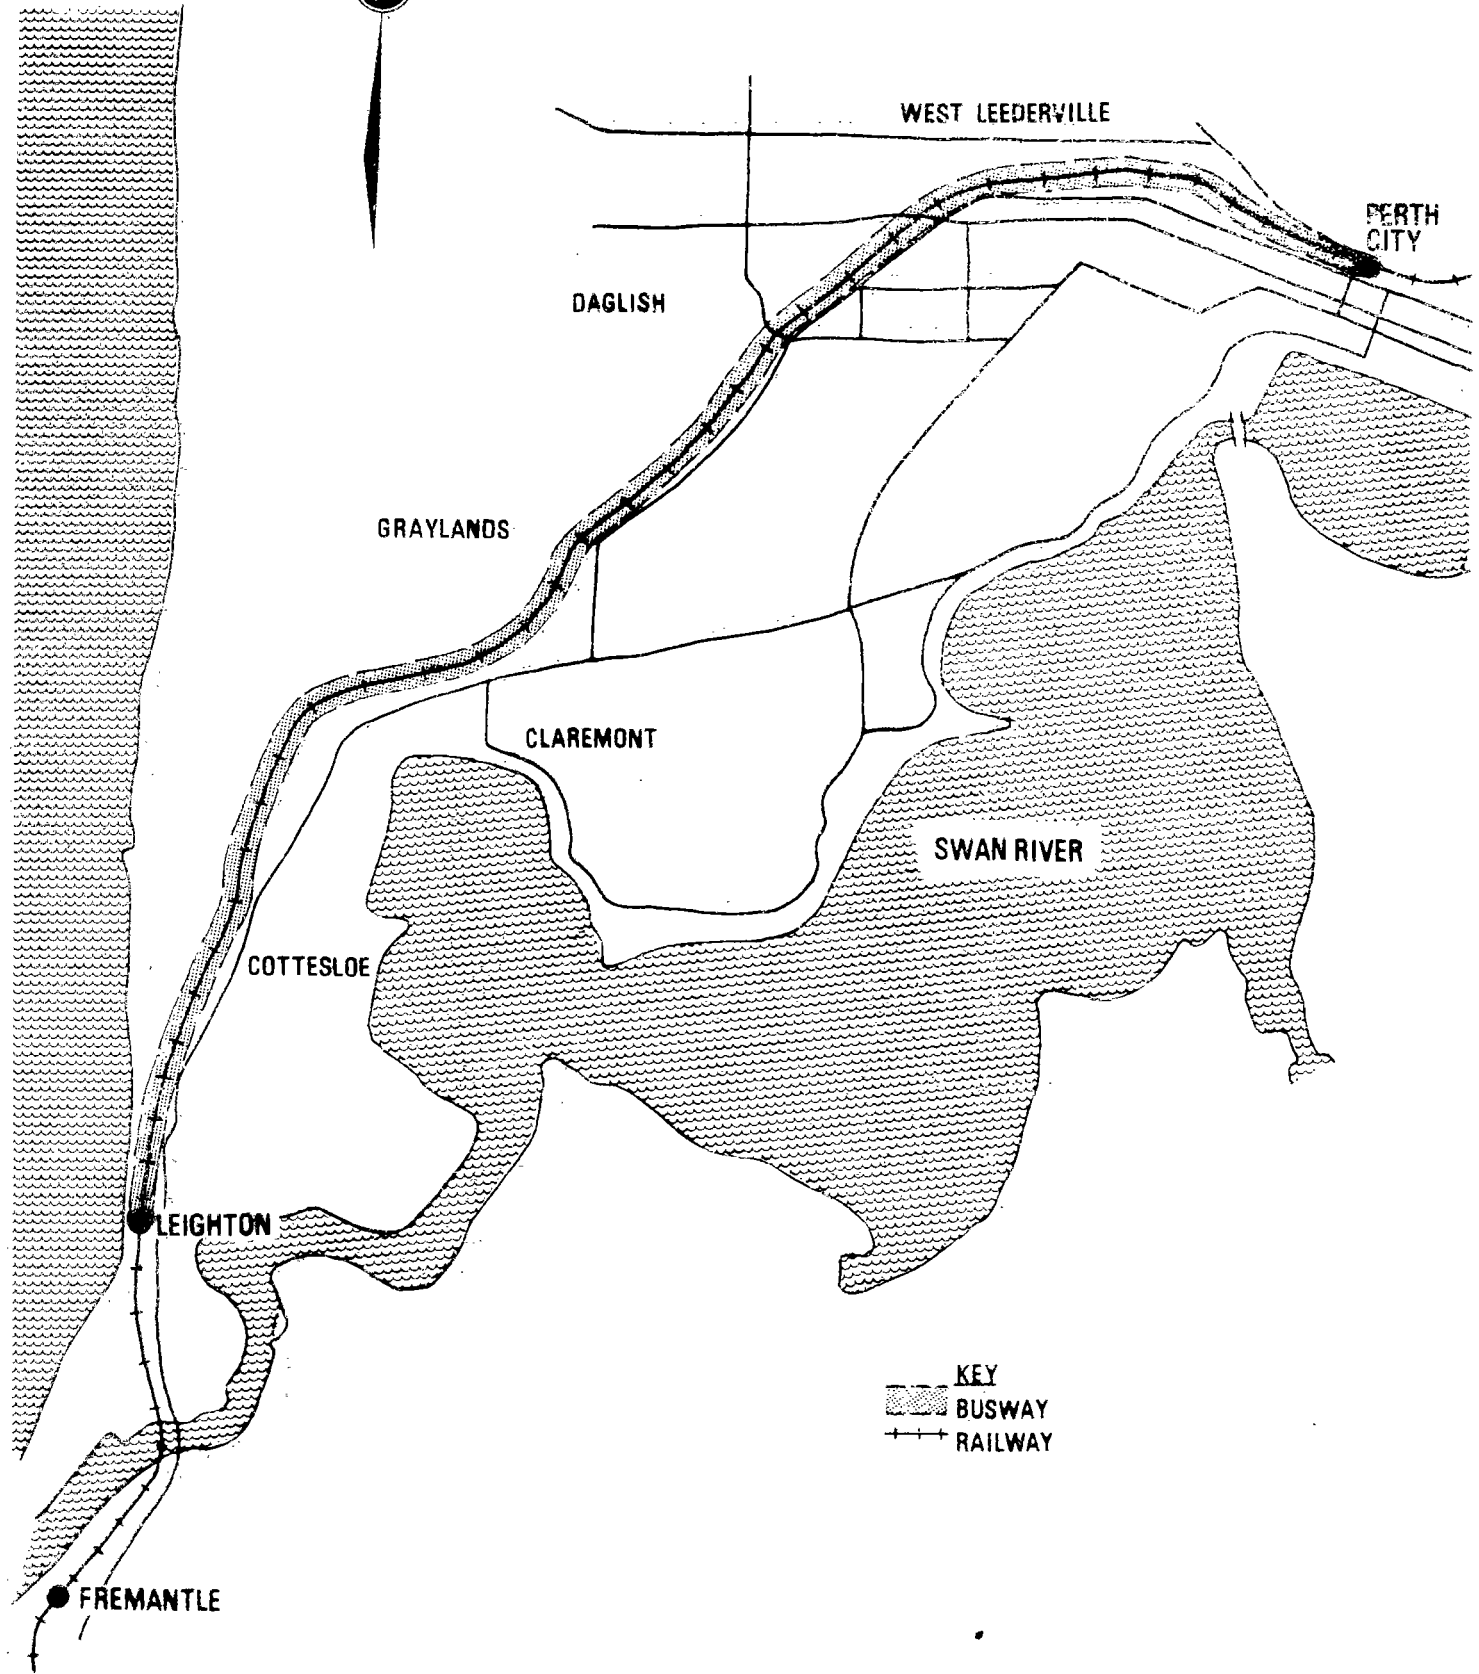 WEST LEEDERVILLE
PERTH
CITY
DAGLISH
GRAYLANDS
CLAREMONT
SWAN RIVER
COTTESLOE
LEIGHTON
KEY
BUSWAY
RAILWAY
FREMANTLE